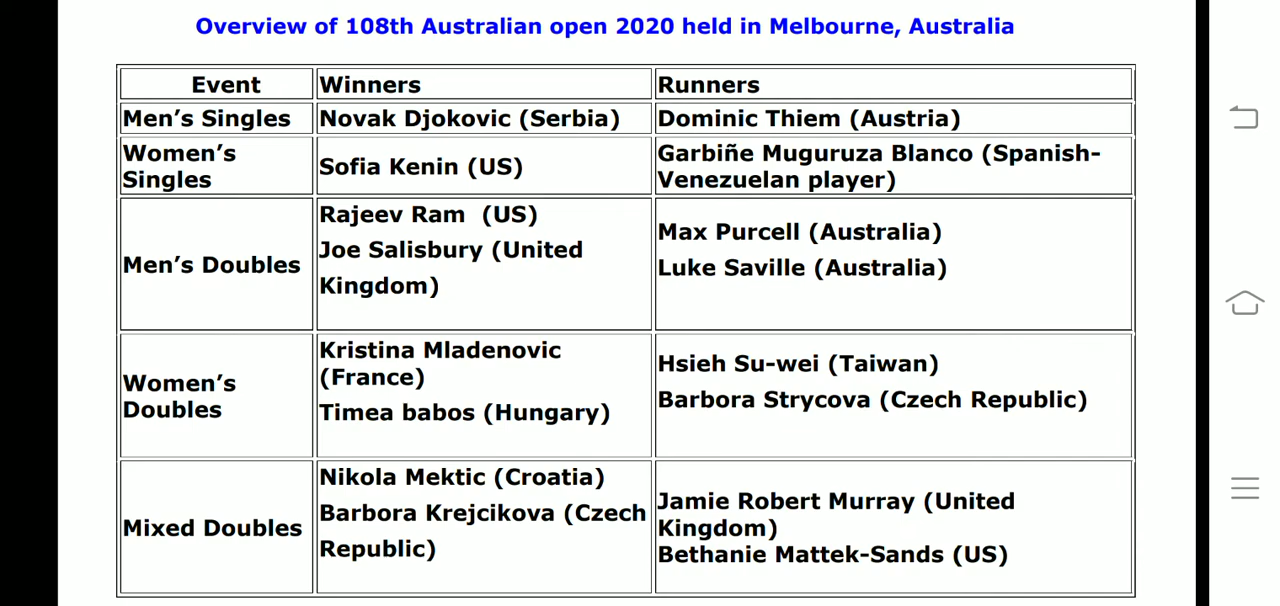 Overview of 108th Australian open 2020 held in Melbourne, Australia
Event Winners Runners
Men’s Singles Novak Djokovic (Serbia) Dominic Thiem (Austria)
Women’s
Singles
Sofia Kenin (US)
Garbiñe Muguruza Blanco (Spanish-
Venezuelan player)
Men’s Doubles
Rajeev Ram (US)
Joe Salisbury (United
Kingdom)
Max Purcell (Australia)
Luke Saville (Australia)
Women’s
Doubles
Kristina Mladenovic
(France)
Timea babos (Hungary)
Hsieh Su-wei (Taiwan)
Barbora Strycova (Czech Republic)
Mixed Doubles
Nikola Mektic (Croatia)
Barbora Krejcikova (Czech
Republic)
Jamie Robert Murray (United
Kingdom)
Bethanie Mattek-Sands (US)